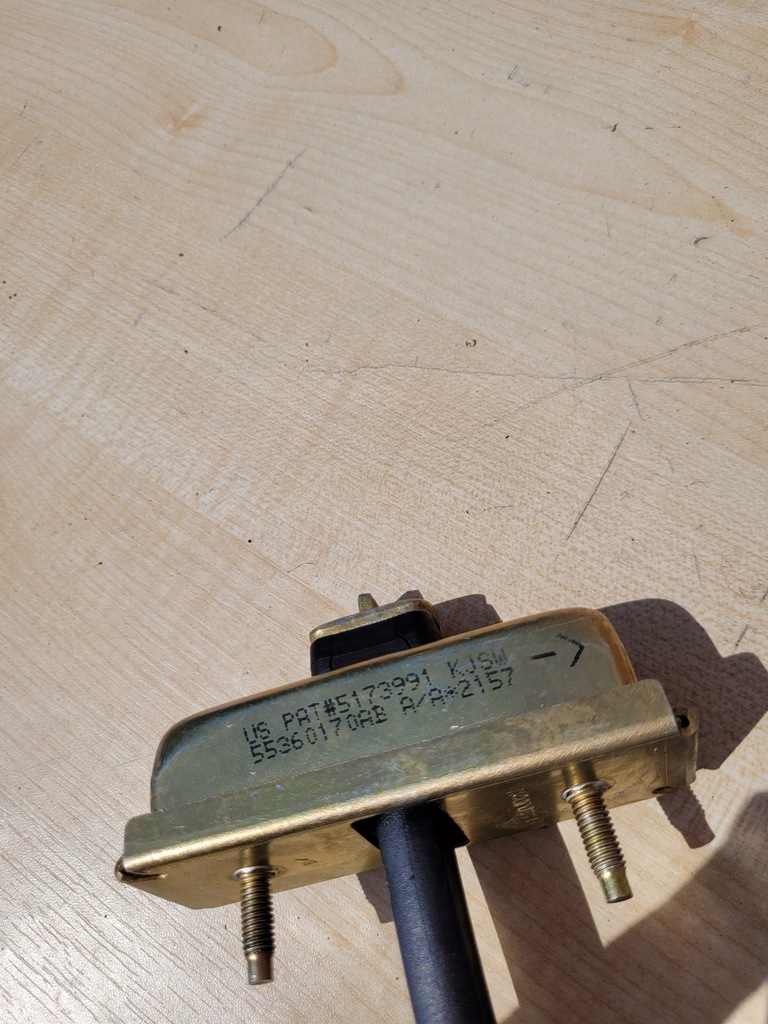 US PAT#5173991 KJSW ->
55360170AB A/A*2157